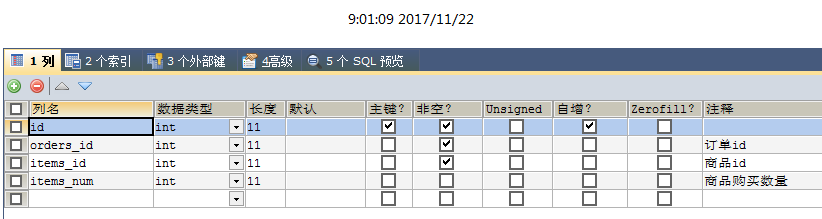 9:01:09 2017/11/22
1 列 2 个索引 3 个外部键 4高级 5 个 SQL 预览
列名 数据类型 长度 默认 主键? 非空? Unsigned 自增? Zerofill? 注释
id int 11
orders_id int 11 订单id
items_id int 11 商品id
items_num int 11 商品购买数量